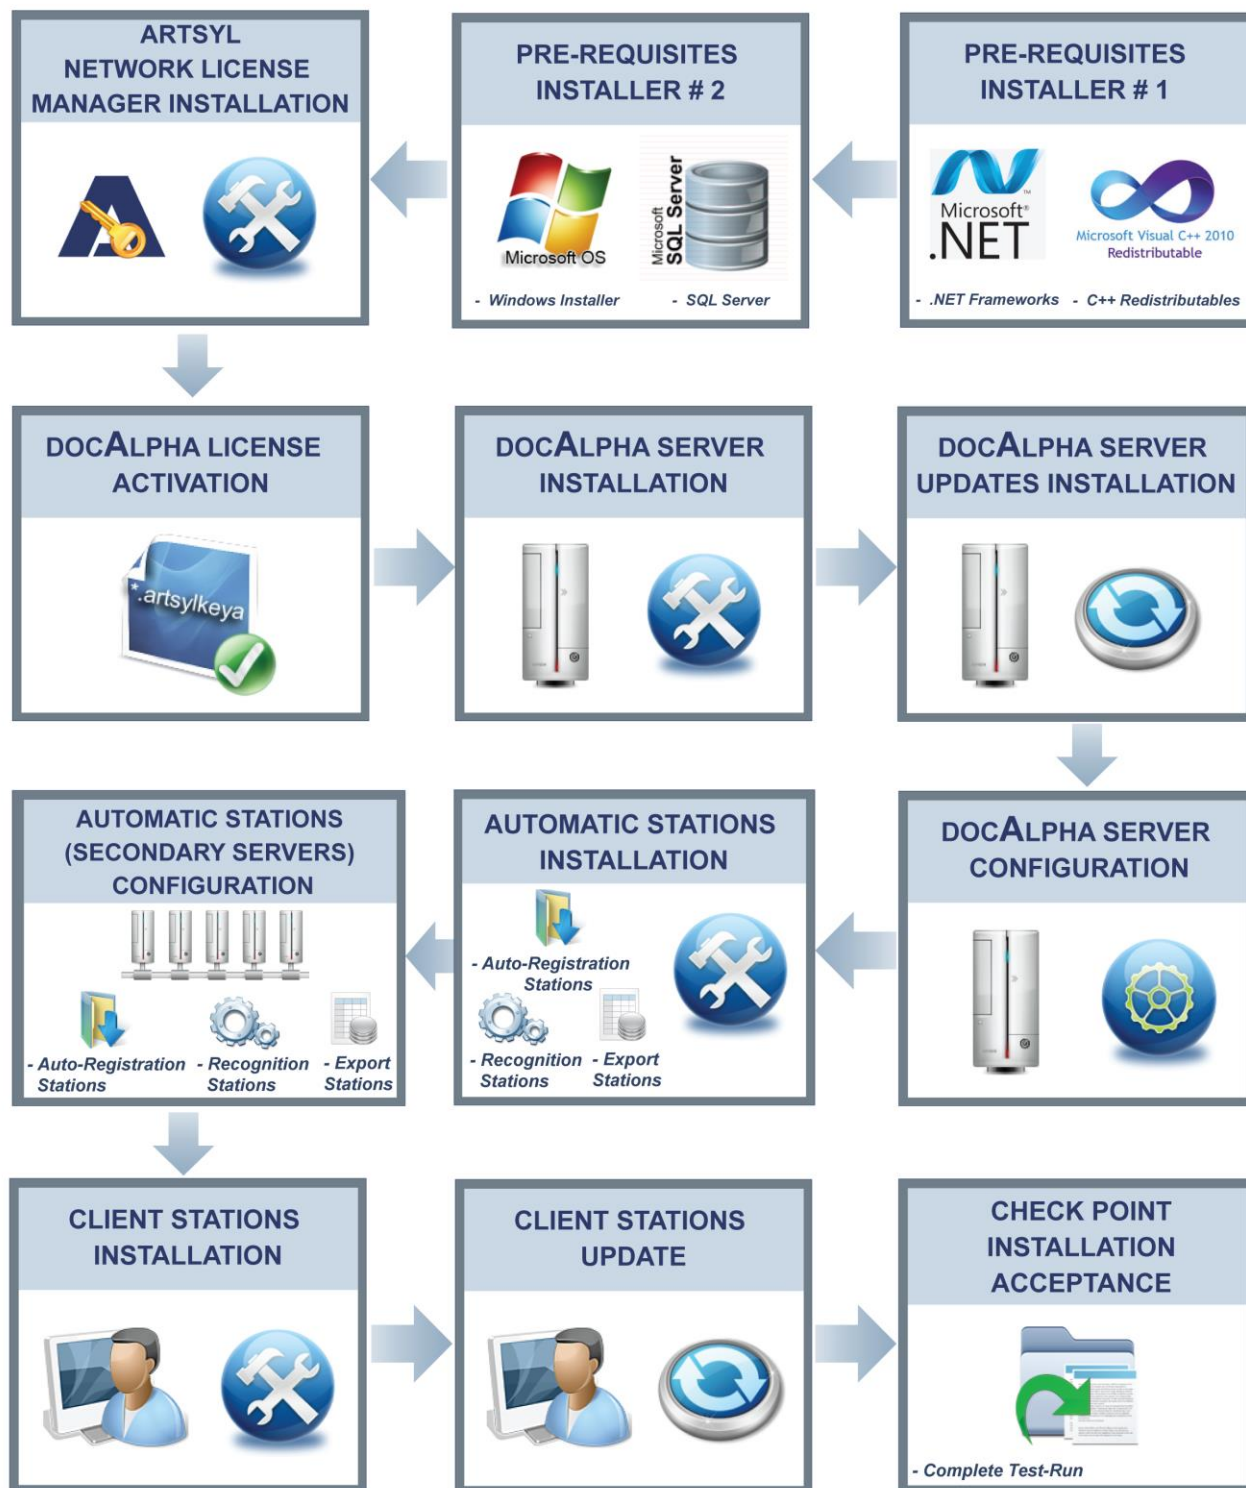 ARTSYL
NETWORK LICENSE
MANAGER INSTALLATION
PRE-REQUISITES
INSTALLER # 2
Microsoft OS
Microsoft
SQL Server
- Windows Installer
- SQL Server
PRE-REQUISITES
INSTALLER # 1
Microsoft®
.NET
TM
Microsoft Visual C++ 2010
Redistributable
- .NET Frameworks
- C++ Redistributables
DOCALPHA LICENSE
ACTIVATION
*.artsylkeya
DOCALPHA SERVER
INSTALLATION
DOCALPHA SERVER
UPDATES INSTALLATION
AUTOMATIC STATIONS
(SECONDARY SERVERS)
CONFIGURATION
- Auto-Registration
Stations
- Recognition
Stations
- Export
Stations
AUTOMATIC STATIONS
INSTALLATION
- Auto-Registration
Stations
- Recognition
Stations
- Export
Stations
DOCALPHA SERVER
CONFIGURATION
CLIENT STATIONS
INSTALLATION
CLIENT STATIONS
UPDATE
CHECK POINT
INSTALLATION
ACCEPTANCE
- Complete Test-Run